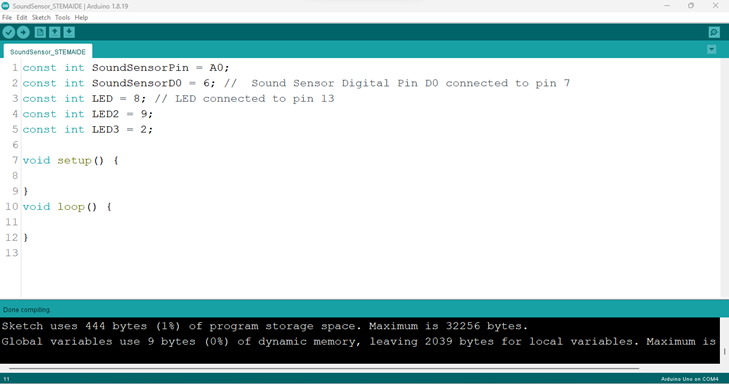 SoundSensor_STEMAIDE | Arduino 1.8.19
File Edit Sketch Tools Help
SoundSensor_STEMAIDE
1 const int SoundSensorPin = A0;
2 const int SoundSensorD0 = 6; // Sound Sensor Digital Pin D0 connected to pin 7
3 const int LED = 8; // LED connected to pin 13
4 const int LED2 = 9;
5 const int LED3 = 2;
6
7 void setup() {
8
9 }
10 void loop() {
11
12 }
13
Done compiling.
Sketch uses 444 bytes (1%) of program storage space. Maximum is 32256 bytes.
Global variables use 9 bytes (0%) of dynamic memory, leaving 2039 bytes for local variables. Maximum is
11 Arduino Uno on COM4